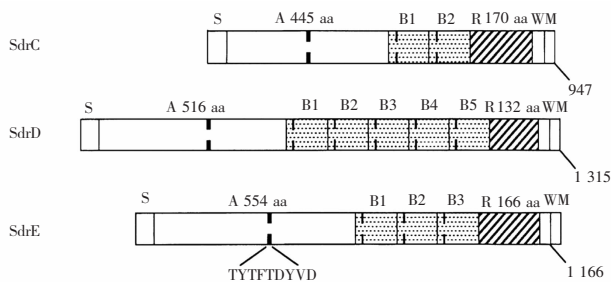 S A 445 aa B1 B2 R 170 aa WM
SdrC
947
S A 516 aa B1 B2 B3 B4 B5 R 132 aa WM
SdrD
1 315
S A 554 aa B1 B2 B3 R 166 aa WM
SdrE
1 166
TYTFTDYVD